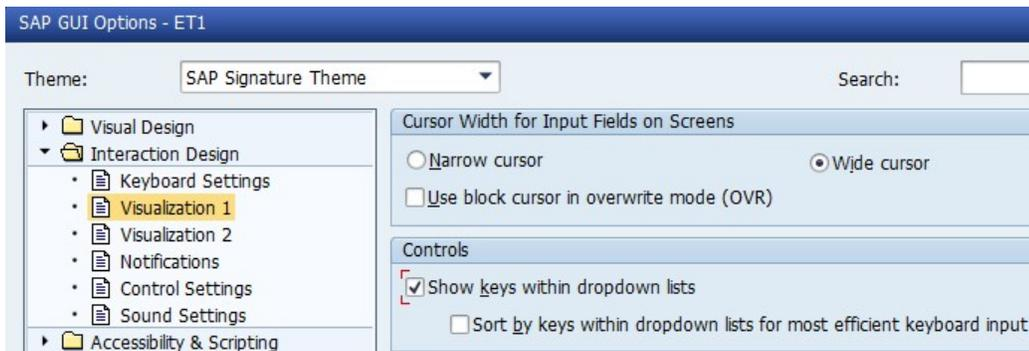 SAP GUI Options - ET1
Theme: SAP Signature Theme Search:
Visual Design
Interaction Design
Keyboard Settings
Visualization 1
Visualization 2
Notifications
Control Settings
Sound Settings
Accessibility & Scripting
Cursor Width for Input Fields on Screens
Narrow cursor Wide cursor
Use block cursor in overwrite mode (OVR)
Controls
Show keys within dropdown lists
Sort by keys within dropdown lists for most efficient keyboard input